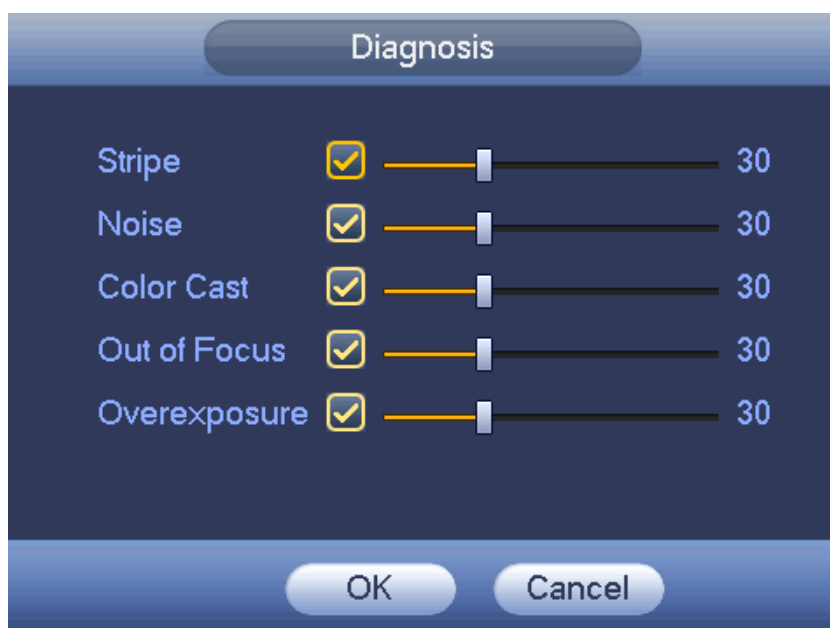 Diagnosis
Stripe 30
Noise 30
Color Cast 30
Out of Focus 30
Overexposure 30
OK Cancel